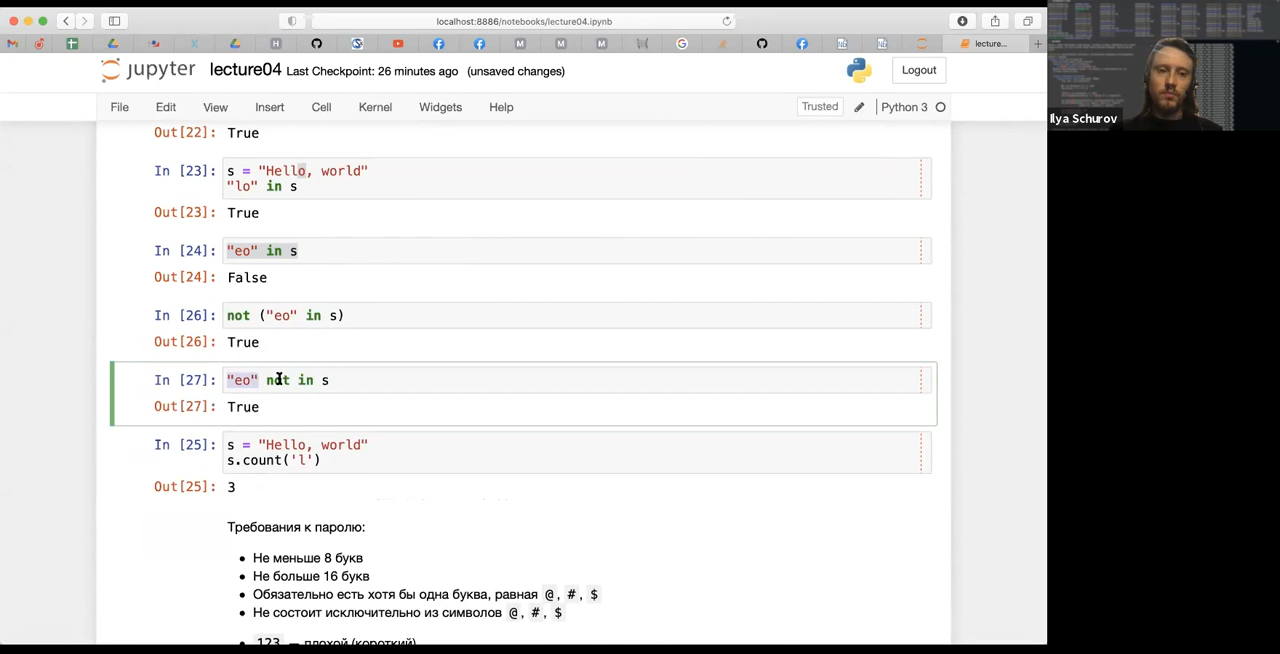 localhost:8886/notebooks/lecture04.ipynb
lecture...
jupyter lecture04 Last Checkpoint: 26 minutes ago (unsaved changes)
Logout
File Edit View Insert Cell Kernel Widgets Help
Trusted Python 3
Ilya Schurov
Out[22]: True
In [23]: s = "Hello, world"
"lo" in s
Out[23]: True
In [24]: "eo" in s
Out[24]: False
In [26]: not ("eo" in s)
Out[26]: True
In [27]: "eo" not in s
Out[27]: True
In [25]: s = "Hello, world"
s.count('l')
Out[25]: 3
Требования к паролю:
• Не меньше 8 букв
• Не больше 16 букв
• Обязательно есть хотя бы одна буква, равная @, #, $
• Не состоит исключительно из символов @, #, $
• 123 — плохой (короткий)